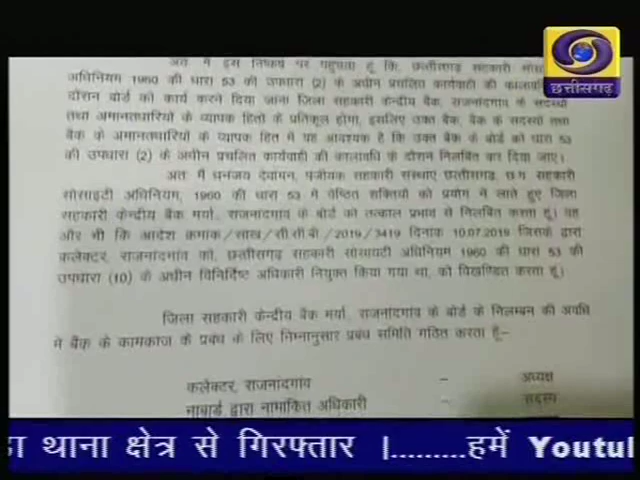 अतः मैं इस निष्कर्ष पर पहुंचता हूं कि, छत्तीसगढ़ सहकारी सोसा
अधिनियम 1960 की धारा 53 की उपधारा (2) के अधीन प्रचलित कार्यवाही की कालावधि
दौरान बोर्ड को कार्य करने दिया जाना जिला सहकारी केन्द्रीय बैंक, राजनांदगांव के सदस्यों
तथा अमानतधारियों के व्यापक हितों के प्रतिकूल होगा, इसलिए उक्त बैंक, बैंक के सदस्यों तथा
बैंक के अमानतधारियों के व्यापक हित में यह आवश्यक है कि उक्त बैंक के बोर्ड को धारा 53
की उपधारा (2) के अधीन प्रचलित कार्यवाही की कालावधि के दौरान निलंबित कर दिया जाए।
अतः मैं धनंजय देवांगन, पंजीयक सहकारी संस्थाएं छत्तीसगढ़, छ.ग. सहकारी
सोसाइटी अधिनियम, 1960 की धारा 53 में वेष्ठित शक्तियों को प्रयोग में लाते हुए जिला
सहकारी केन्द्रीय बैंक मर्या. राजनांदगांव के बोर्ड को तत्काल प्रभाव से निलंबित करता हूं। यह
और भी कि आदेश क्रमांक/साख/सी.सी.बी/2019/3419 दिनांक 10.07.2019 जिसके द्वारा
कलेक्टर, राजनांदगांव को, छत्तीसगढ़ सहकारी सोसायटी अधिनियम 1960 की धारा 53 की
उपधारा (10) के अधीन विनिर्दिष्ट अधिकारी नियुक्त किया गया था, को विखण्डित करता हूं।
जिला सहकारी केन्द्रीय बैंक मर्या. राजनांदगांव के बोर्ड के निलम्बन की अवधि
में बैंक के कामकाज के प्रबंध के लिए निम्नानुसार प्रबंध समिति गठित करता हूं:-
कलेक्टर, राजनांदगांव – अध्यक्ष
नाबार्ड द्वारा नामांकित अधिकारी – सदस्य
छत्तीसगढ़
थाना क्षेत्र से गिरफ्तार |.........हमें Youtu